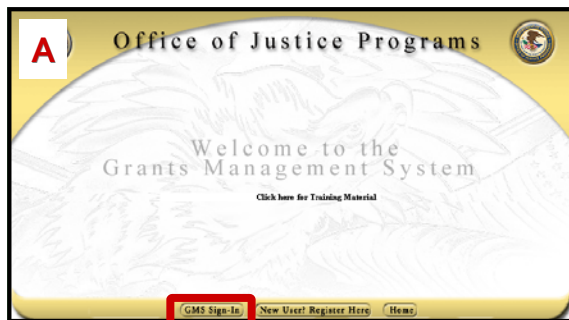 A
Office of Justice Programs
Welcome to the
Grants Management System
Click here for Training Material
GMS Sign-In New User! Register Here Home